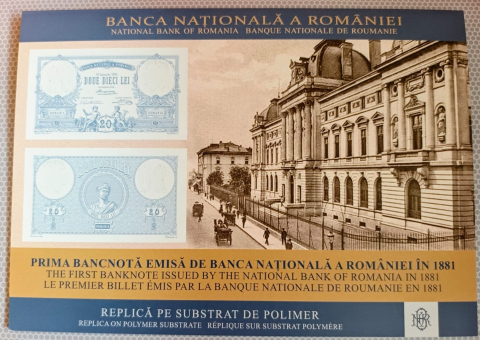 BANCA NAȚIONALĂ A ROMÂNIEI
NATIONAL BANK OF ROMANIA BANQUE NATIONALE DE ROUMANIE
DOUE DIECI LEI
20
20 20
PRIMA BANCNOTĂ EMISĂ DE BANCA NAȚIONALĂ A ROMÂNIEI ÎN 1881
THE FIRST BANKNOTE ISSUED BY THE NATIONAL BANK OF ROMANIA IN 1881
LE PREMIER BILLET ÉMIS PAR LA BANQUE NATIONALE DE ROUMANIE EN 1881
REPLICĂ PE SUBSTRAT DE POLIMER
REPLICA ON POLYMER SUBSTRATE RÉPLIQUE SUR SUBSTRAT POLYMÈRE